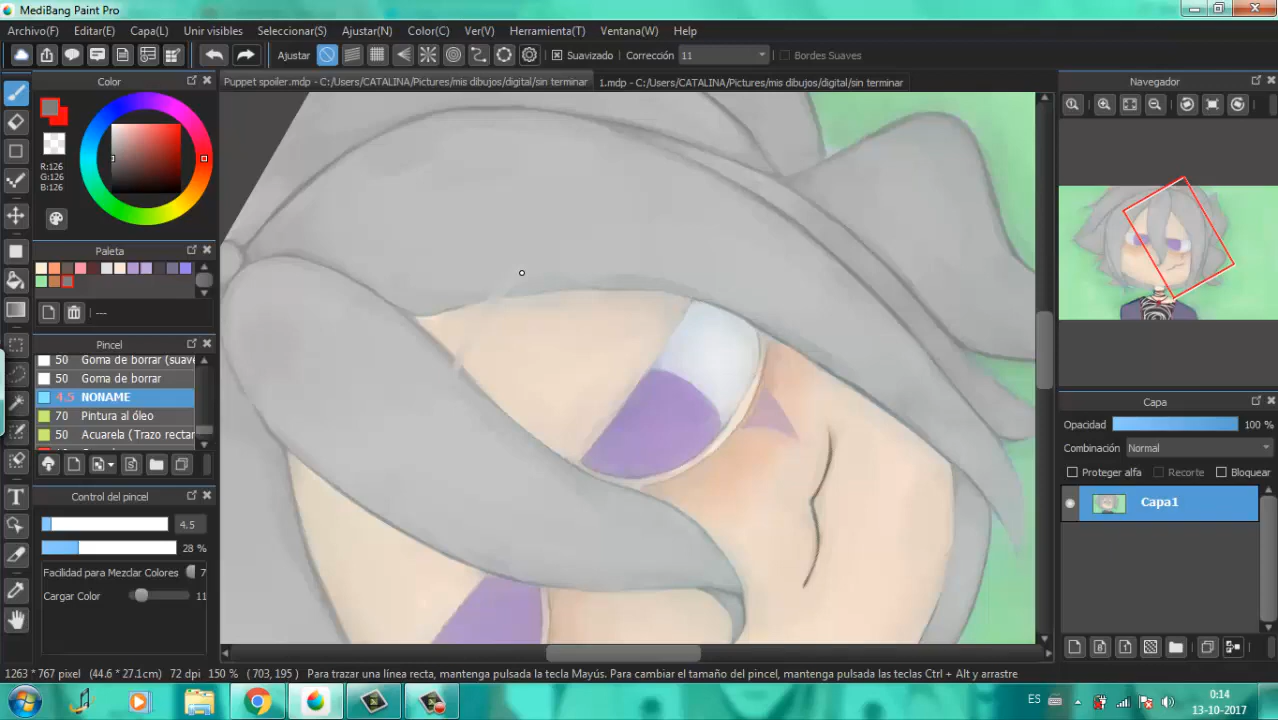 MediBang Paint Pro
Archivo(F) Editar(E) Capa(L) Unir visibles Seleccionar(S) Ajustar(N) Color(C) Ver(V) Herramienta(T) Ventana(W) Help
Ajustar Suavizado Corrección 11 Bordes Suaves
Color
Puppet spoiler.mdp - C:/Users/CATALINA/Pictures/mis dibujos/digital/sin terminar
1.mdp - C:/Users/CATALINA/Pictures/mis dibujos/digital/sin terminar
Navegador
R:126
G:126
B:126
Paleta
---
Pincel
50 Goma de borrar (suave
50 Goma de borrar
4.5 NONAME
70 Pintura al óleo
50 Acuarela (Trazo rectar
Control del pincel
4.5
28 %
Facilidad para Mezclar Colores 7
Cargar Color 11
Capa
Opacidad 100 %
Combinación Normal
Proteger alfa Recorte Bloquear
Capa1
1263 * 767 pixel (44.6 * 27.1cm) 72 dpi 150 % (703, 195) Para trazar una línea recta, mantenga pulsada la tecla Mayús. Para cambiar el tamaño del pincel, mantenga pulsadas las teclas Ctrl + Alt y arrastre
ES
0:14
13-10-2017